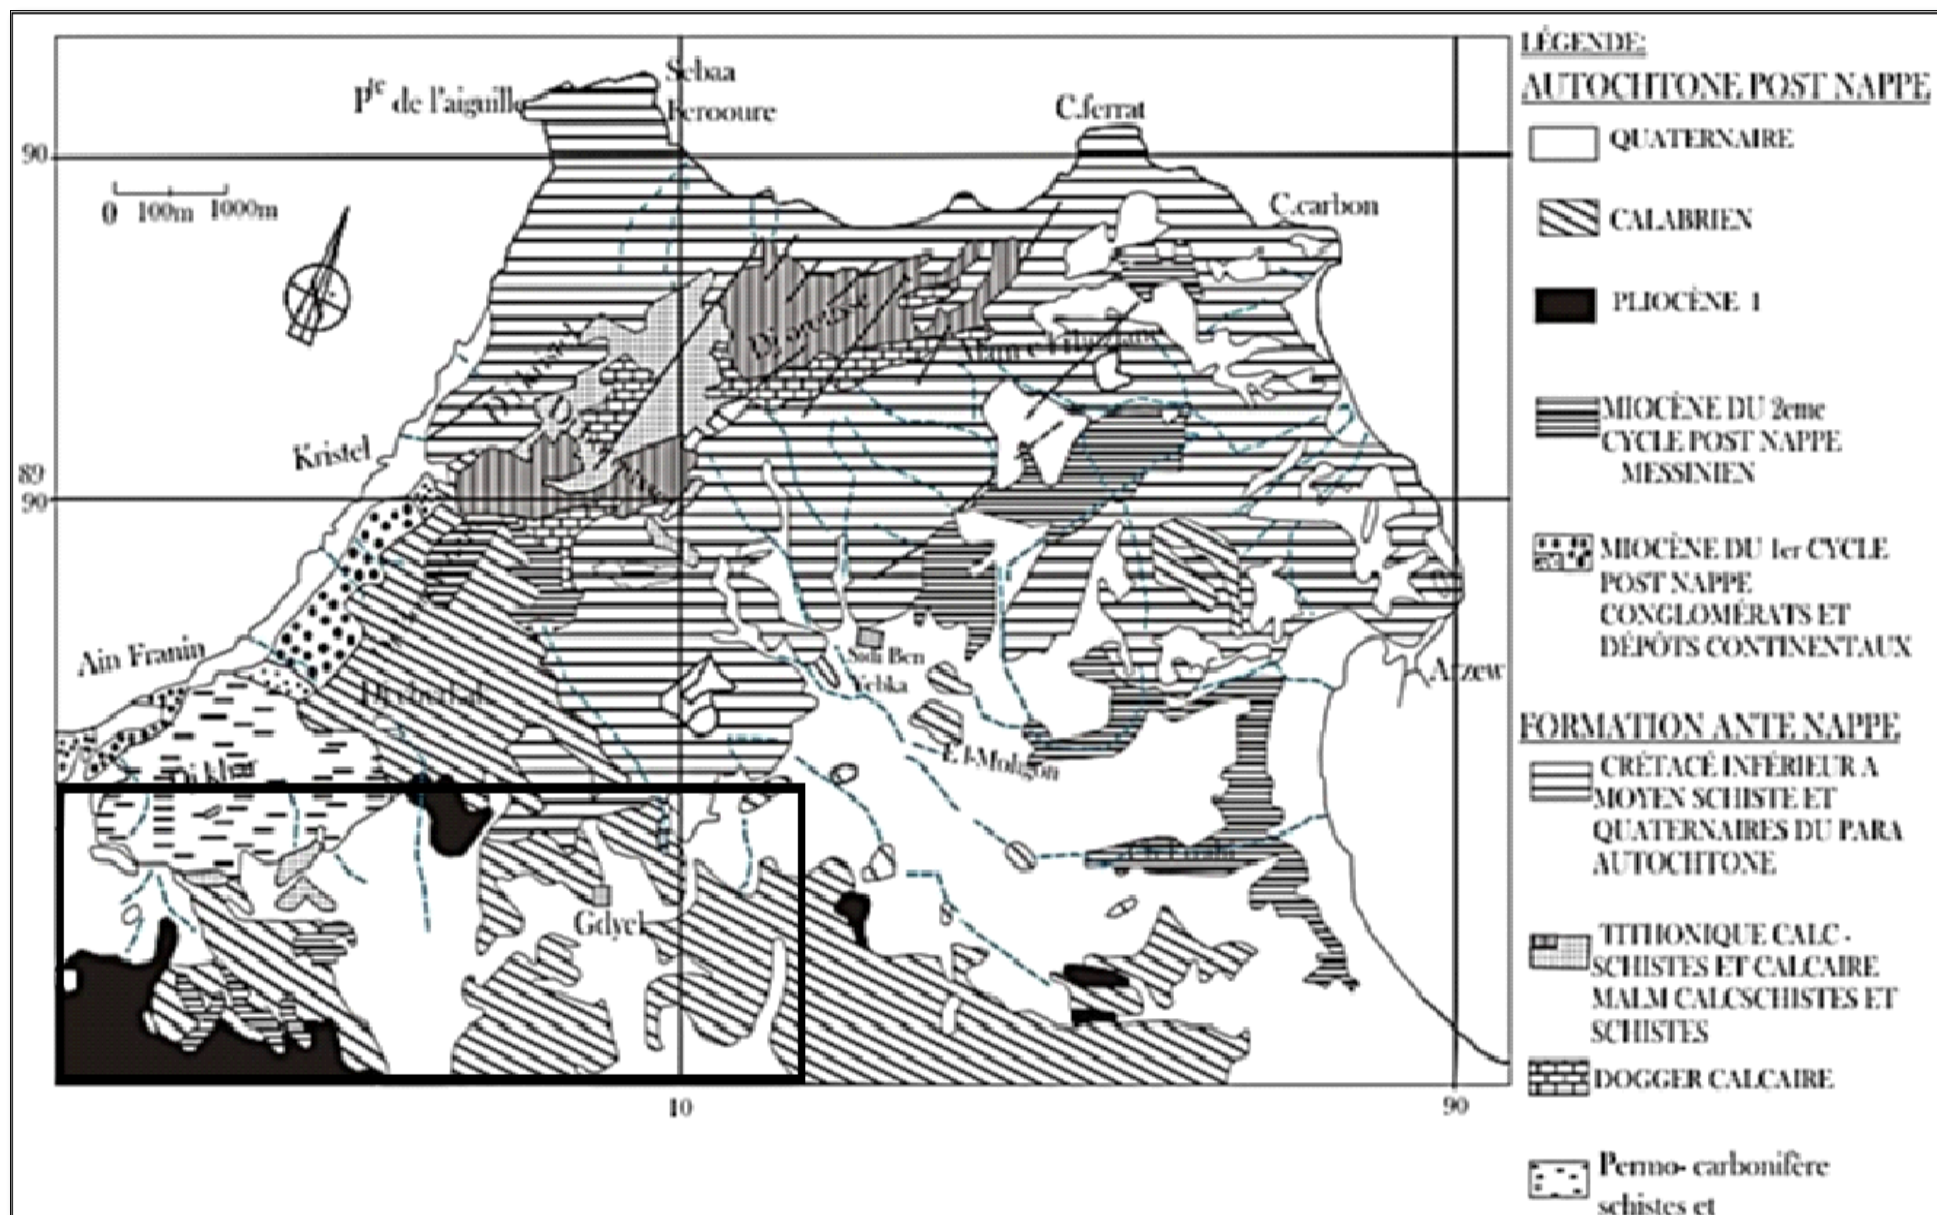 Sebaa
Pte de l'aiguille
Ferooure
C.ferrat
90
C.carbon
0 100m 1000m
Kristel
89
90
Ain Franin
Sidi Ben
Yebka
Arzew
Gdyel
10
90
LÉGENDE:
AUTOCHTONE POST NAPPE
QUATERNAIRE
CALABRIEN
PLIOCÈNE 1
MIOCÈNE DU 2eme
CYCLE POST NAPPE
MESSINIEN
MIOCÈNE DU 1er CYCLE
POST NAPPE
CONGLOMÉRATS ET
DÉPÔTS CONTINENTAUX
FORMATION ANTE NAPPE
CRÉTACÉ INFÉRIEUR A
MOYEN SCHISTE ET
QUATERNAIRES DU PARA
AUTOCHTONE
TITHONIQUE CALC -
SCHISTES ET CALCAIRE
MALM CALCSCHISTES ET
SCHISTES
DOGGER CALCAIRE
Permo- carbonifère
schistes et